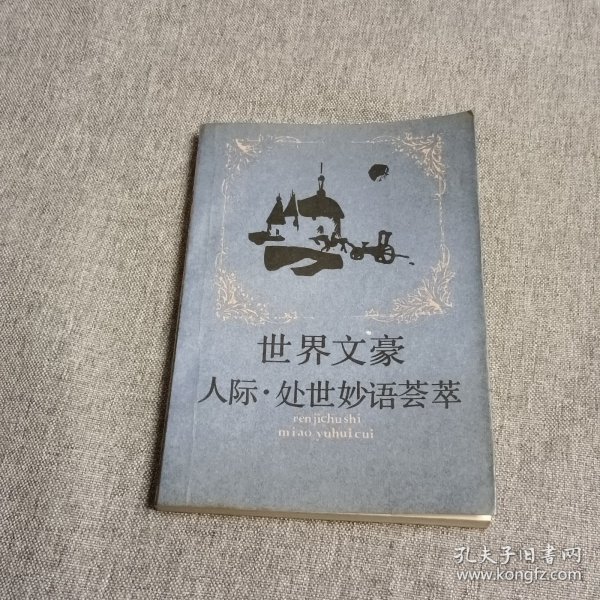 世界文豪
人际·处世妙语荟萃
renjichushi
miao yuhuicui
孔夫子旧书网
www.kongfz.com